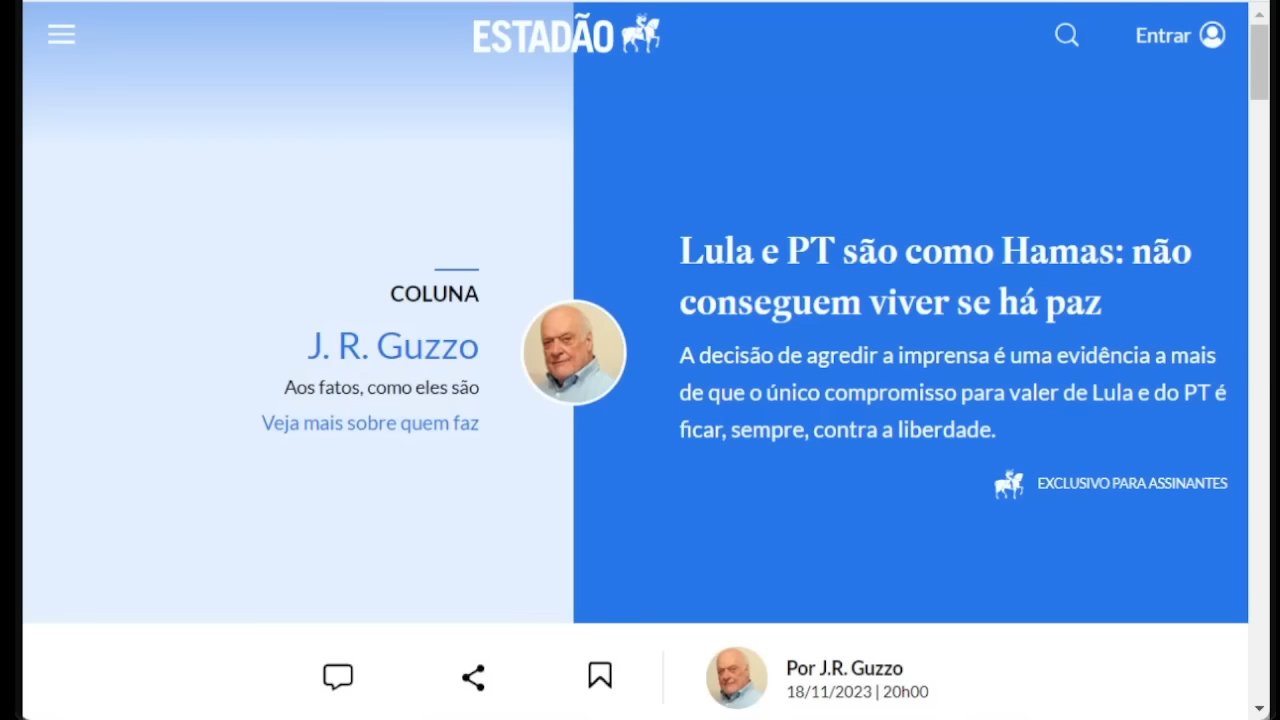 ESTADÃO
Entrar
COLUNA
J. R. Guzzo
Aos fatos, como eles são
Veja mais sobre quem faz
Lula e PT são como Hamas: não
conseguem viver se há paz
A decisão de agredir a imprensa é uma evidência a mais
de que o único compromisso para valer de Lula e do PT é
ficar, sempre, contra a liberdade.
EXCLUSIVO PARA ASSINANTES
Por J.R. Guzzo
18/11/2023 | 20h00